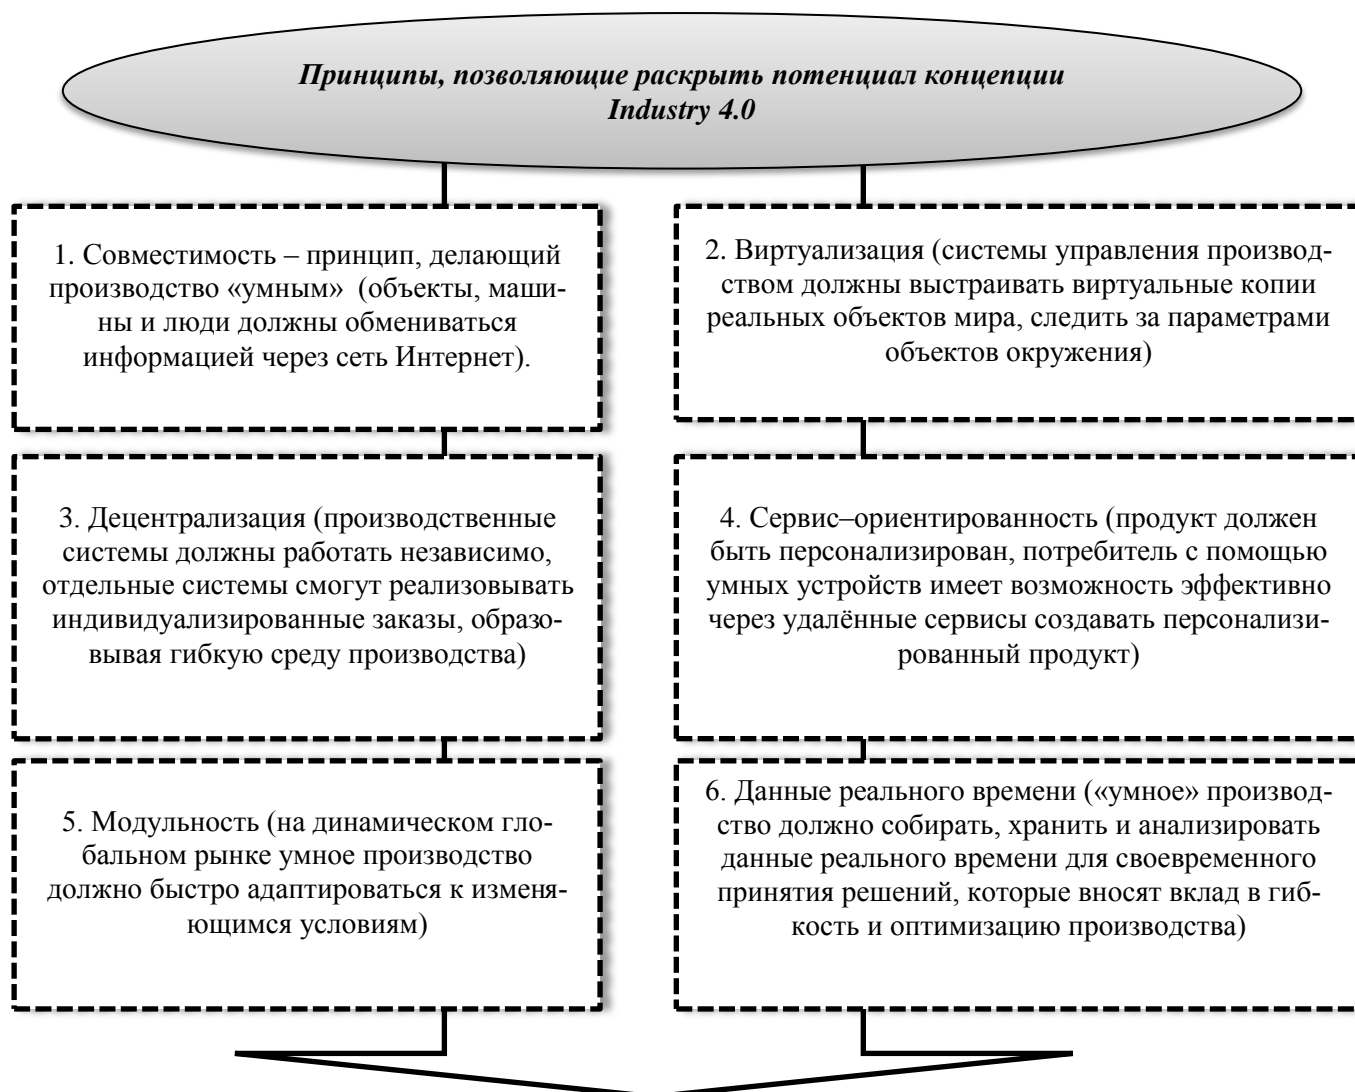 Принципы, позволяющие раскрыть потенциал концепции
Industry 4.0
1. Совместимость – принцип, делающий
производство «умным» (объекты, маши-
ны и люди должны обмениваться
информацией через сеть Интернет).
2. Виртуализация (системы управления производ-
ством должны выстраивать виртуальные копии
реальных объектов мира, следить за параметрами
объектов окружения)
3. Децентрализация (производственные
системы должны работать независимо,
отдельные системы смогут реализовывать
индивидуализированные заказы, образо-
вывая гибкую среду производства)
4. Сервис–ориентированность (продукт должен
быть персонализирован, потребитель с помощью
умных устройств имеет возможность эффективно
через удалённые сервисы создавать персонализи-
рованный продукт)
5. Модульность (на динамическом гло-
бальном рынке умное производство
должно быстро адаптироваться к изменя-
ющимся условиям)
6. Данные реального времени («умное» производ-
ство должно собирать, хранить и анализировать
данные реального времени для своевременного
принятия решений, которые вносят вклад в гиб-
кость и оптимизацию производства)